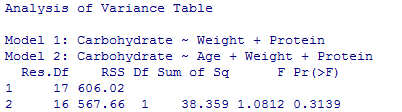 Analysis of Variance Table
Model 1: Carbohydrate ~ Weight + Protein
Model 2: Carbohydrate ~ Age + Weight + Protein
Res.Df RSS Df Sum of Sq F Pr(>F)
1 17 606.02
2 16 567.66 1 38.359 1.0812 0.3139